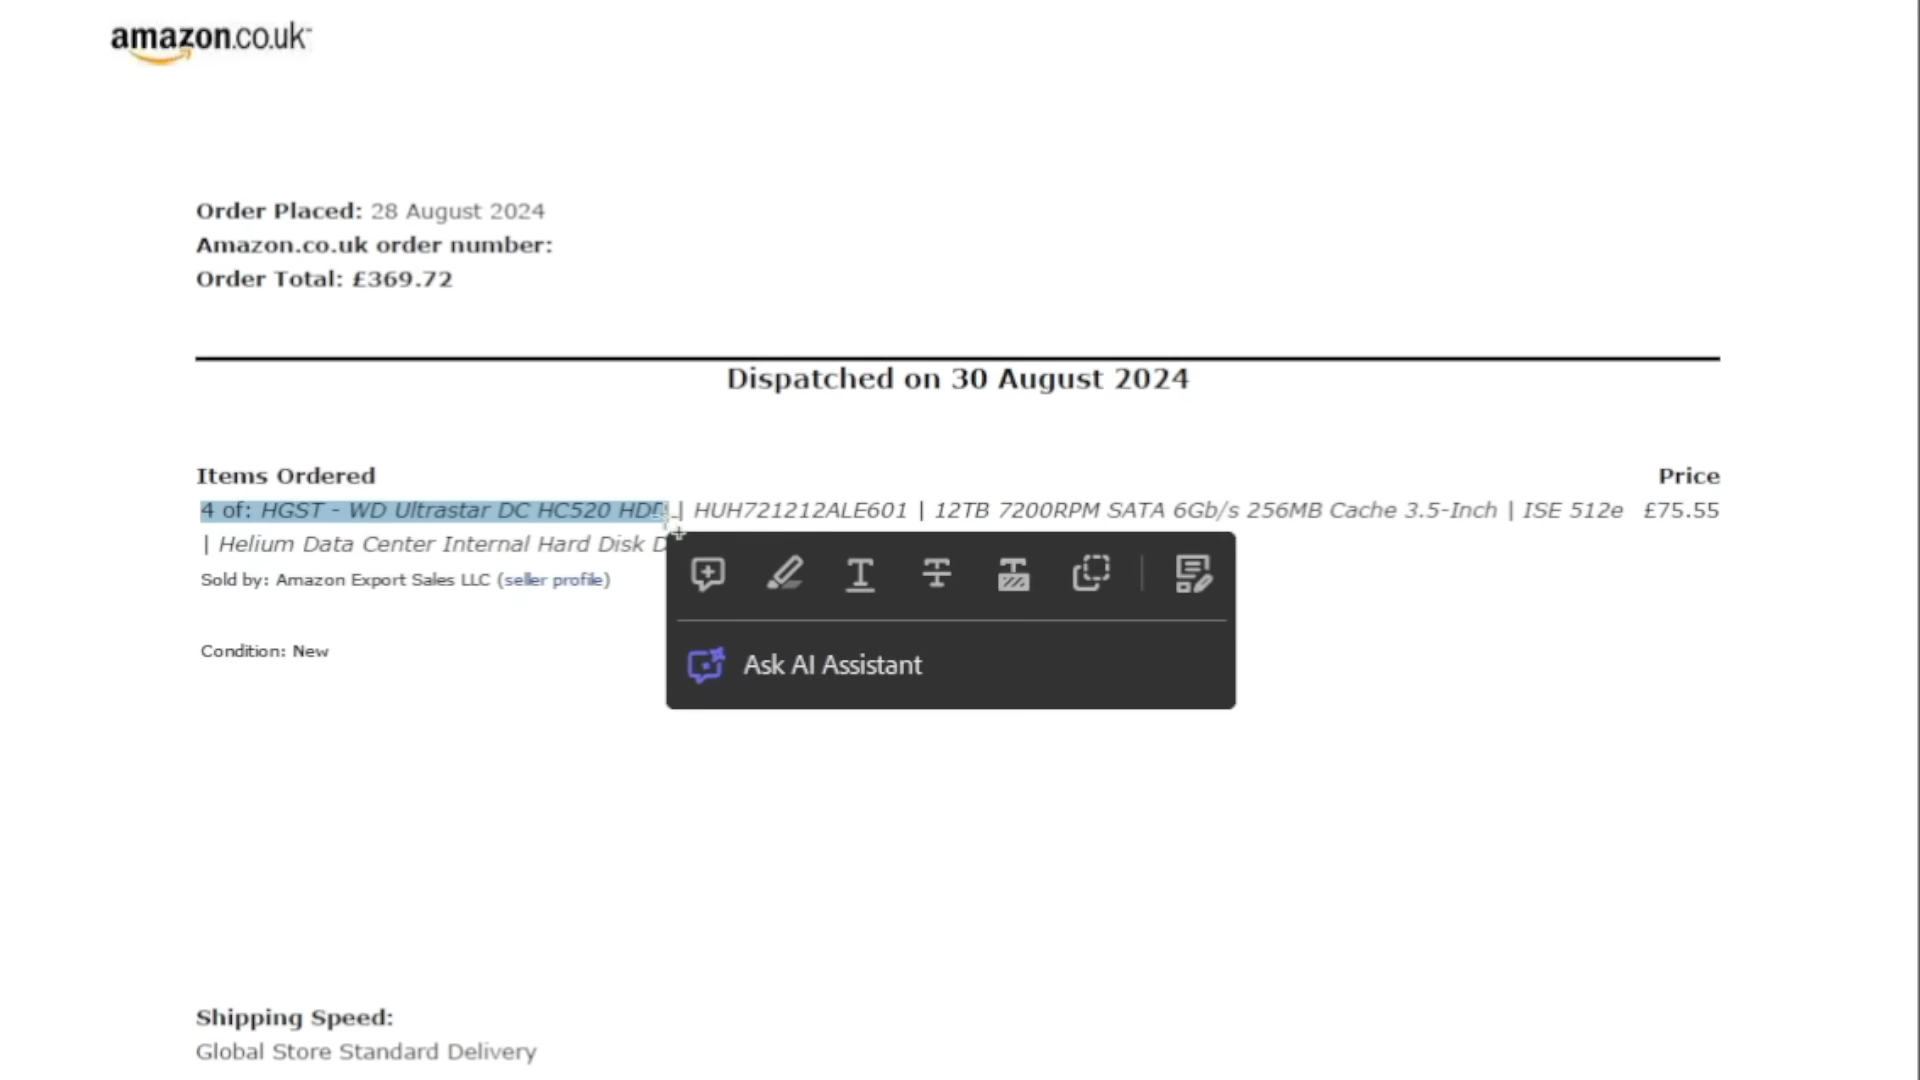 amazon.co.uk
Order Placed: 28 August 2024
Amazon.co.uk order number:
Order Total: £369.72
Dispatched on 30 August 2024
Items Ordered Price
4 of: HGST - WD Ultrastar DC HC520 HDD | HUH721212ALE601 | 12TB 7200RPM SATA 6Gb/s 256MB Cache 3.5-Inch | ISE 512e £75.55
| Helium Data Center Internal Hard Disk
Sold by: Amazon Export Sales LLC (seller profile)
Condition: New
Ask AI Assistant
Shipping Speed:
Global Store Standard Delivery